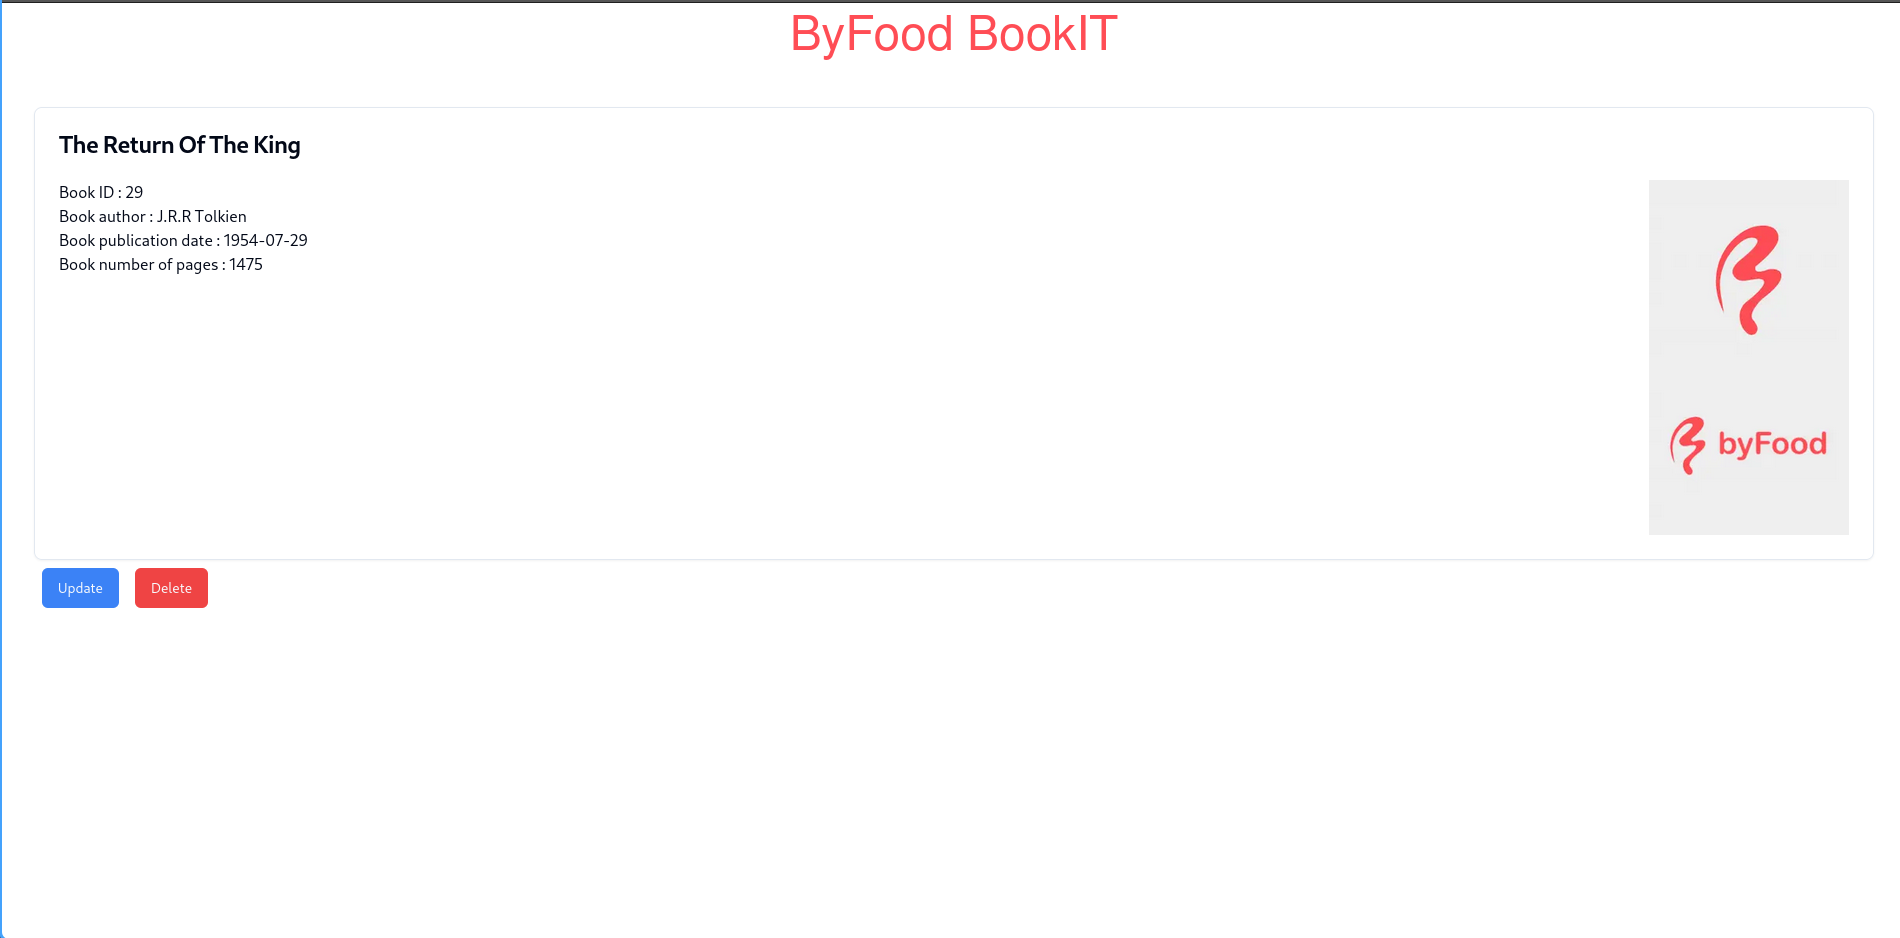 ByFood BookIT
The Return Of The King
Book ID : 29
Book author : J.R.R Tolkien
Book publication date : 1954-07-29
Book number of pages : 1475
byFood
Update
Delete